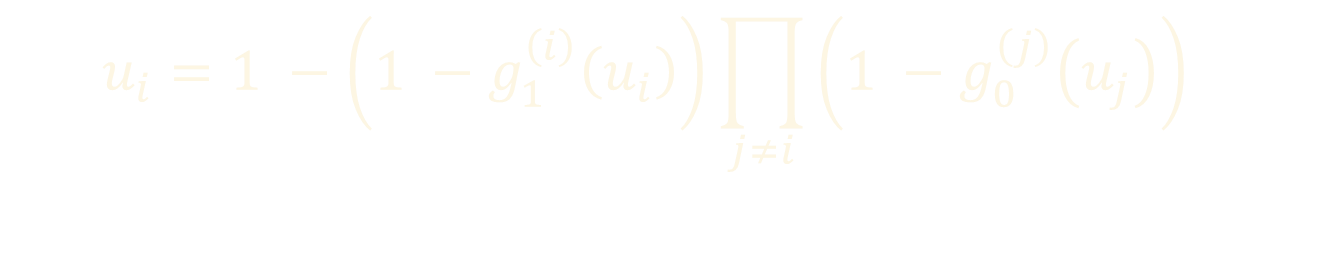 u_i = 1 − (1 − g_1^{(i)}(u_i)) ∏_{j≠i} (1 − g_0^{(j)}(u_j))